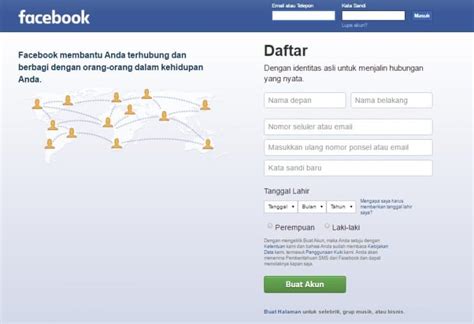 facebook
Email atau Telepon
Kata Sandi
Masuk
Lupa akun?
Facebook membantu Anda terhubung dan
berbagi dengan orang-orang dalam kehidupan
Anda.
Daftar
Dengan identitas asli untuk menjalin hubungan
yang nyata.
Nama depan
Nama belakang
Nomor seluler atau email
Masukkan ulang nomor ponsel atau email
Kata sandi baru
Tanggal Lahir
Tanggal
Bulan
Tahun
Mengapa saya harus
memberikan tanggal lahir
saya?
Perempuan
Laki-laki
Dengan mengeklik Buat Akun, maka Anda setuju dengan
Ketentuan kami dan bahwa Anda sudah membaca Kebijakan
Data kami, termasuk Penggunaan Kuki kami. Anda akan
menerima Pemberitahuan SMS dari Facebook dan dapat
menolaknya kapan saja.
Buat Akun
Buat Halaman untuk selebriti, grup musik, atau bisnis.